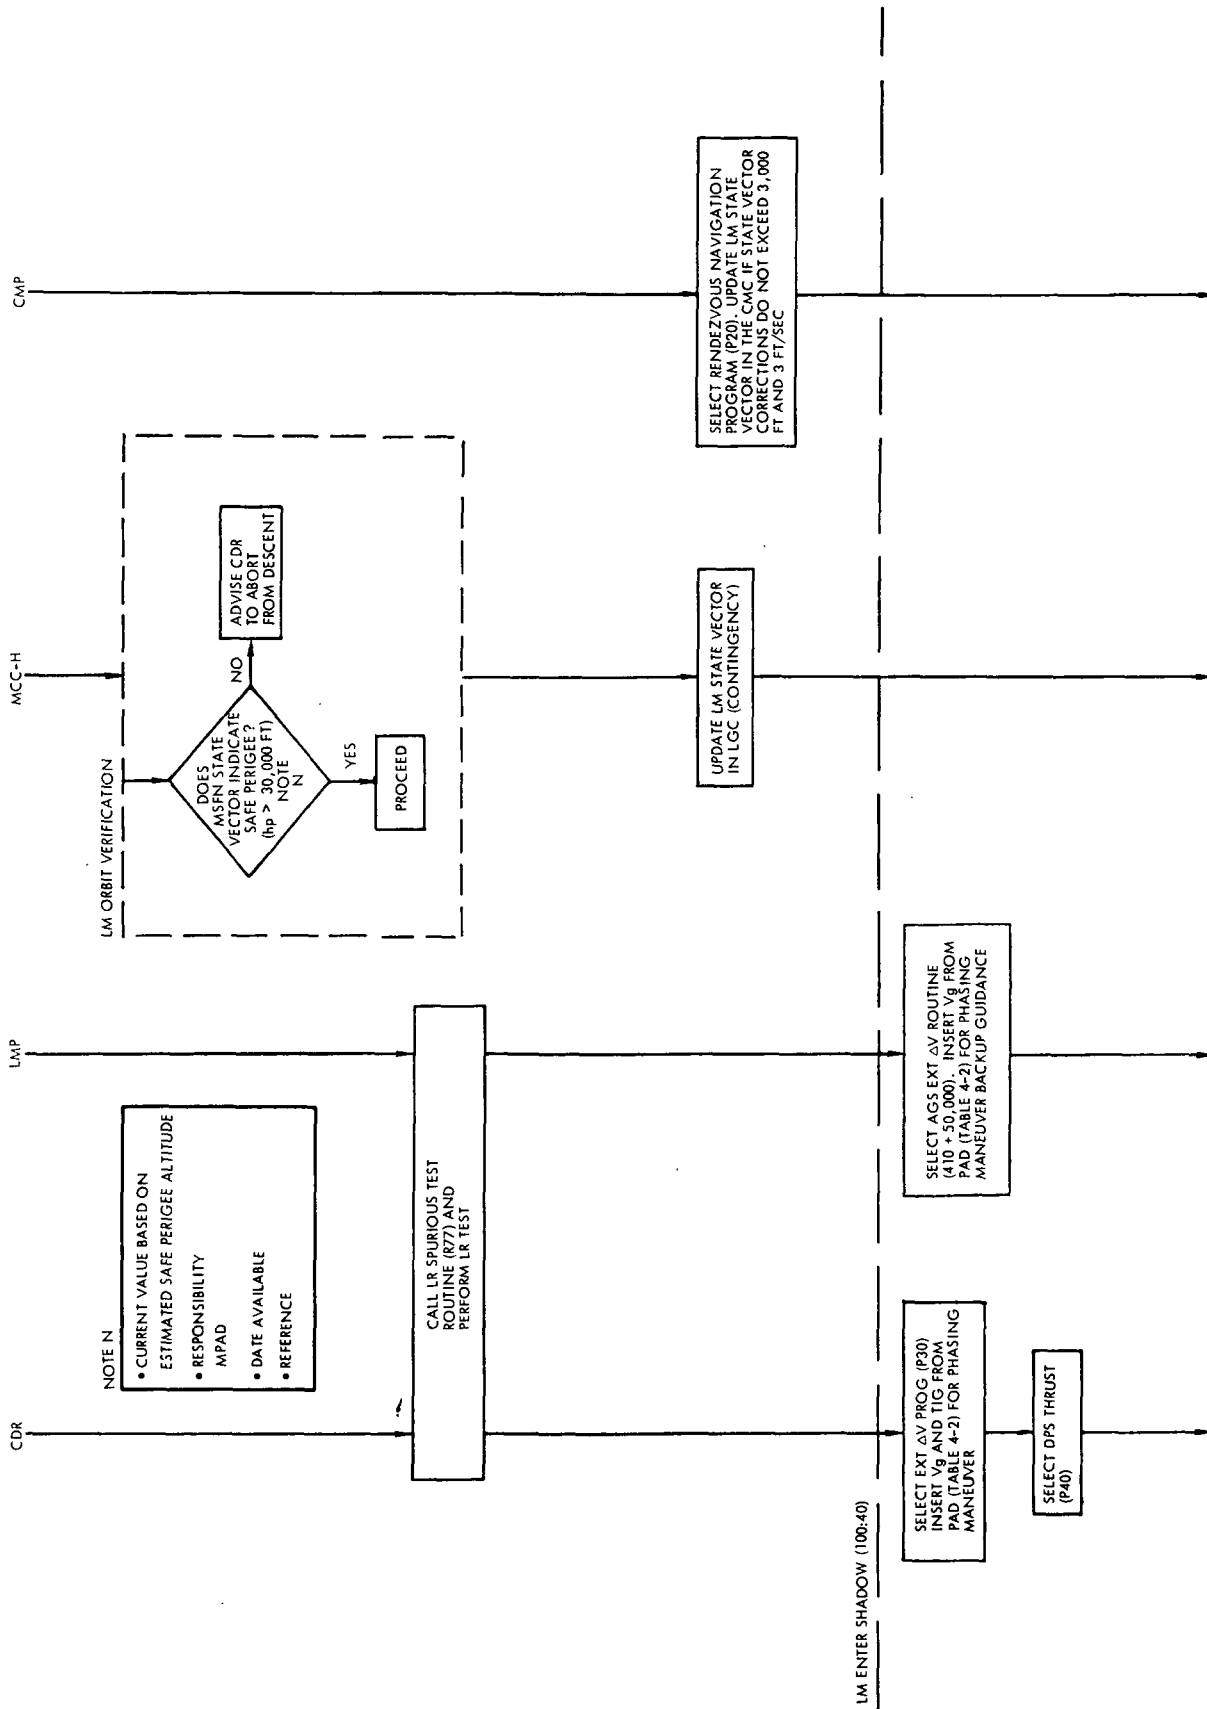 CDR
LMP
MCC-H
CMP
NOTE N
• CURRENT VALUE BASED ON
ESTIMATED SAFE PERIGEE ALTITUDE
• RESPONSIBILITY
MPAD
• DATE AVAILABLE
• REFERENCE
LM ORBIT VERIFICATION
DOES
MSFN STATE
VECTOR INDICATE
SAFE PERIGEE ?
(hp > 30,000 FT)
NOTE
N
NO
ADVISE CDR
TO ABORT
FROM DESCENT
YES
PROCEED
CALL LR SPURIOUS TEST
ROUTINE (R77) AND
PERFORM LR TEST
UPDATE LM STATE VECTOR
IN LGC (CONTINGENCY)
SELECT RENDEZVOUS NAVIGATION
PROGRAM (P20). UPDATE LM STATE
VECTOR IN THE CMC IF STATE VECTOR
CORRECTIONS DO NOT EXCEED 3,000
FT AND 3 FT/SEC
LM ENTER SHADOW (100:40)
SELECT EXT ΔV PROG (P30)
INSERT Vg AND TIG FROM
PAD (TABLE 4-2) FOR PHASING
MANEUVER
SELECT DPS THRUST
(P40)
SELECT AGS EXT ΔV ROUTINE
(410 + 50,000). INSERT Vg FROM
PAD (TABLE 4-2) FOR PHASING
MANEUVER BACKUP GUIDANCE